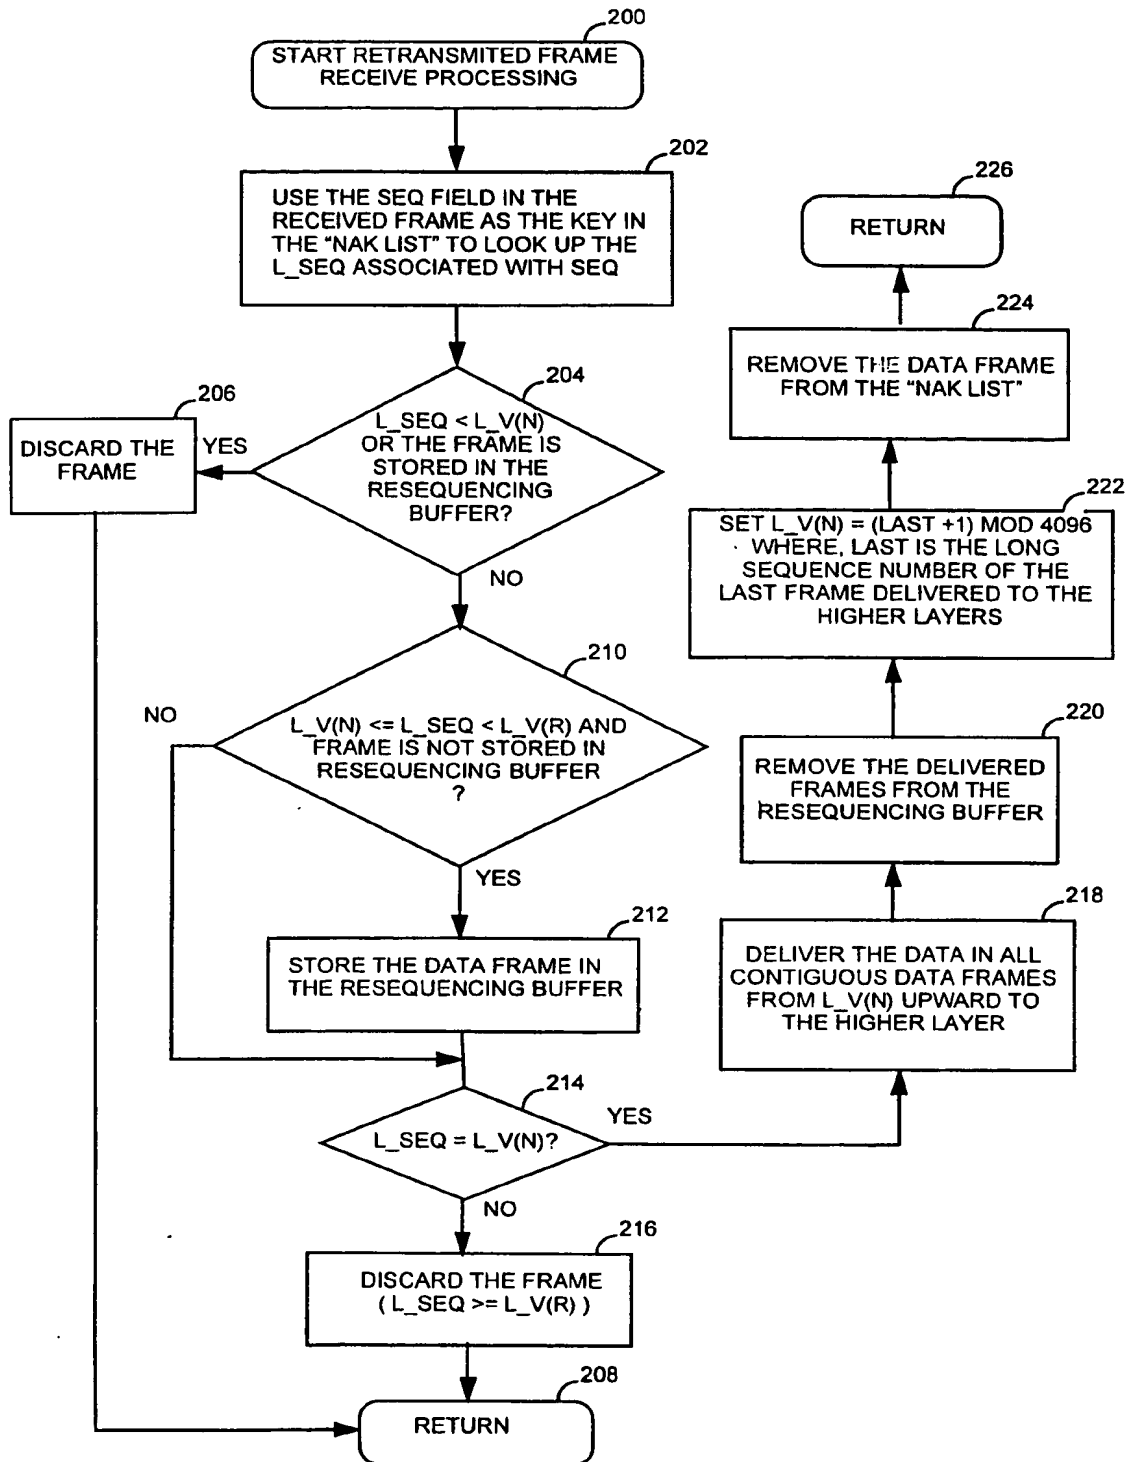 200
START RETRANSMITED FRAME
RECEIVE PROCESSING
202
USE THE SEQ FIELD IN THE
RECEIVED FRAME AS THE KEY IN
THE "NAK LIST" TO LOOK UP THE
L_SEQ ASSOCIATED WITH SEQ
204
L_SEQ < L_V(N)
OR THE FRAME IS
STORED IN THE
RESEQUENCING
BUFFER?
YES
206
DISCARD THE
FRAME
NO
210
L_V(N) <= L_SEQ < L_V(R) AND
FRAME IS NOT STORED IN
RESEQUENCING BUFFER
?
NO
YES
212
STORE THE DATA FRAME IN
THE RESEQUENCING BUFFER
214
L_SEQ = L_V(N)?
YES
NO
216
DISCARD THE FRAME
( L_SEQ >= L_V(R) )
208
RETURN
218
DELIVER THE DATA IN ALL
CONTIGUOUS DATA FRAMES
FROM L_V(N) UPWARD TO
THE HIGHER LAYER
220
REMOVE THE DELIVERED
FRAMES FROM THE
RESEQUENCING BUFFER
222
SET L_V(N) = (LAST +1) MOD 4096
WHERE, LAST IS THE LONG
SEQUENCE NUMBER OF THE
LAST FRAME DELIVERED TO THE
HIGHER LAYERS
224
REMOVE THE DATA FRAME
FROM THE "NAK LIST"
226
RETURN